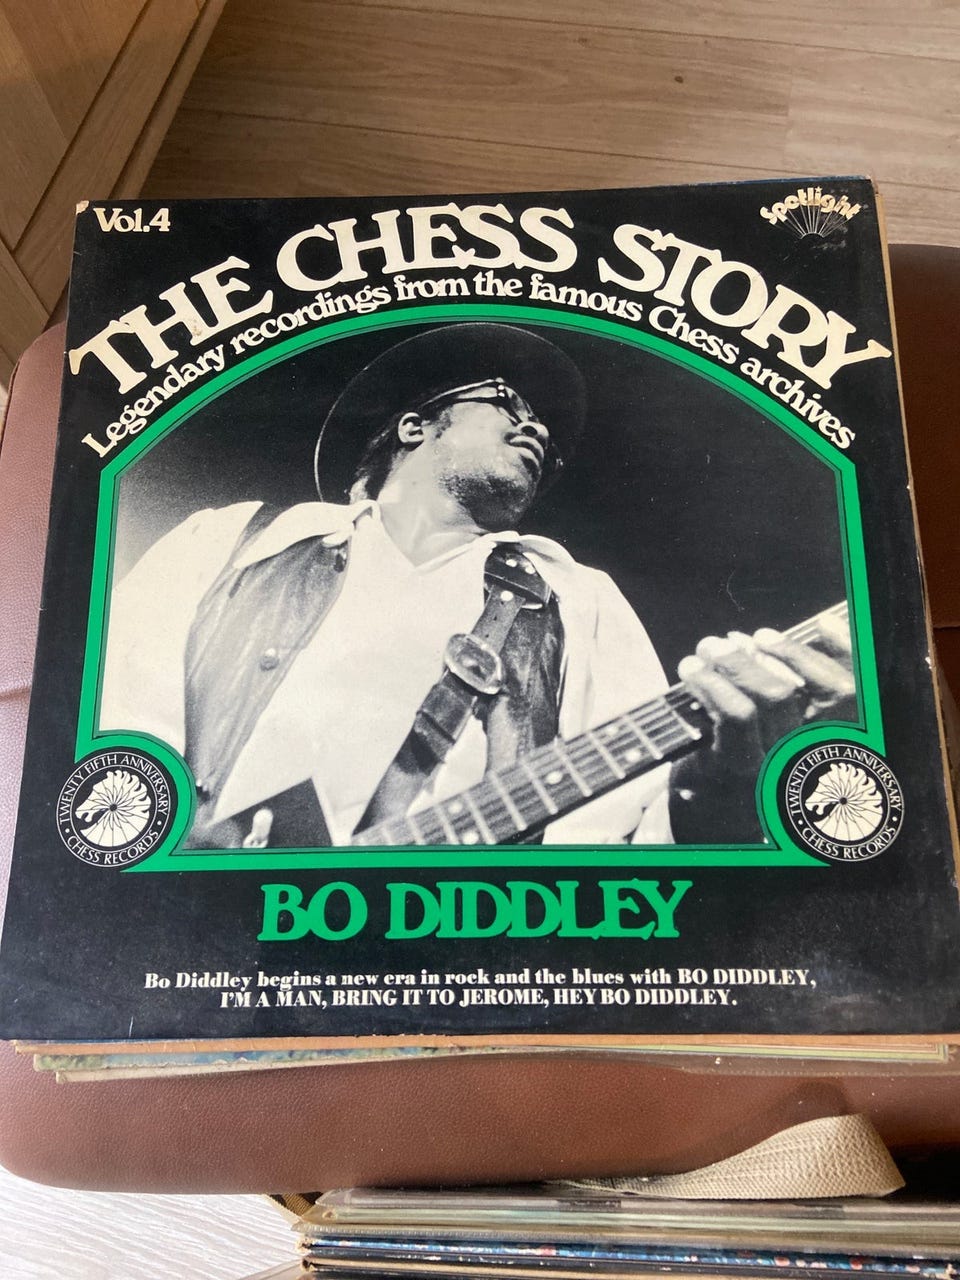 Vol.4
Spotlight
THE CHESS STORY
Legendary recordings from the famous Chess archives
TWENTY FIFTH ANNIVERSARY
• CHESS RECORDS •
TWENTY FIFTH ANNIVERSARY
• CHESS RECORDS •
BO DIDDLEY
Bo Diddley begins a new era in rock and the blues with BO DIDDLEY,
I'M A MAN, BRING IT TO JEROME, HEY BO DIDDLEY.